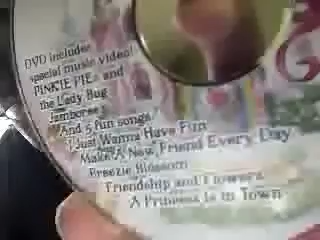 DVD includes
special music video!
PINKIE PIE and
the Lady Bug
Jamboree
And 5 fun songs!
I Just Wanna Have Fun
Make A New Friend Every Day
Breezie Blossom
Friendship and Flowers
A Princess is in Town